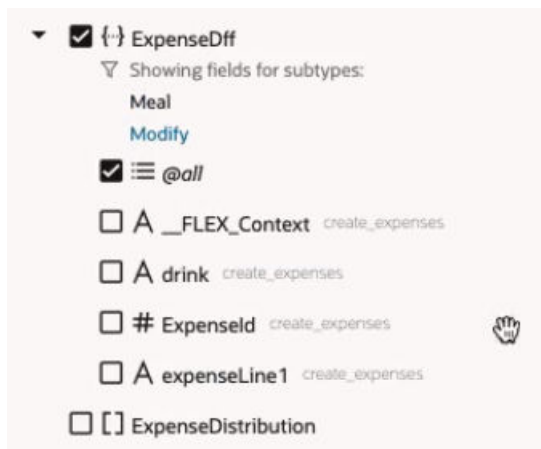 {··} ExpenseDff
Showing fields for subtypes:
Meal
Modify
@all
A __FLEX_Context create_expenses
A drink create_expenses
# ExpenseId create_expenses
A expenseLine1 create_expenses
[] ExpenseDistribution